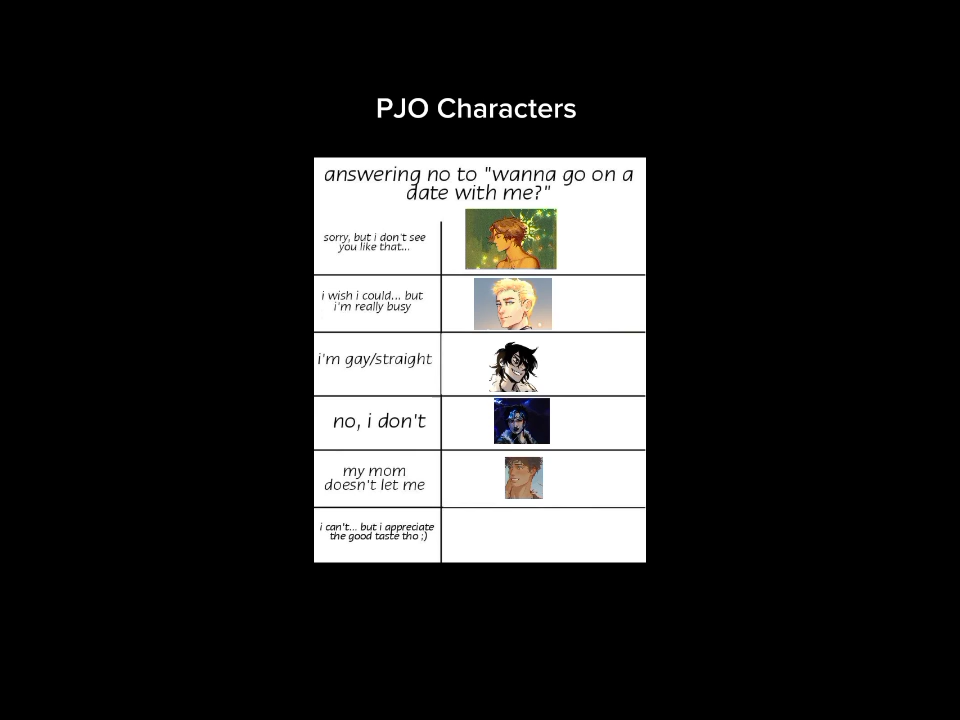 PJO Characters
answering no to "wanna go on a
date with me?"
sorry, but i don't see
you like that...
i wish i could... but
i'm really busy
i'm gay/straight
no, i don't
my mom
doesn't let me
i can't... but i appreciate
the good taste tho ;)